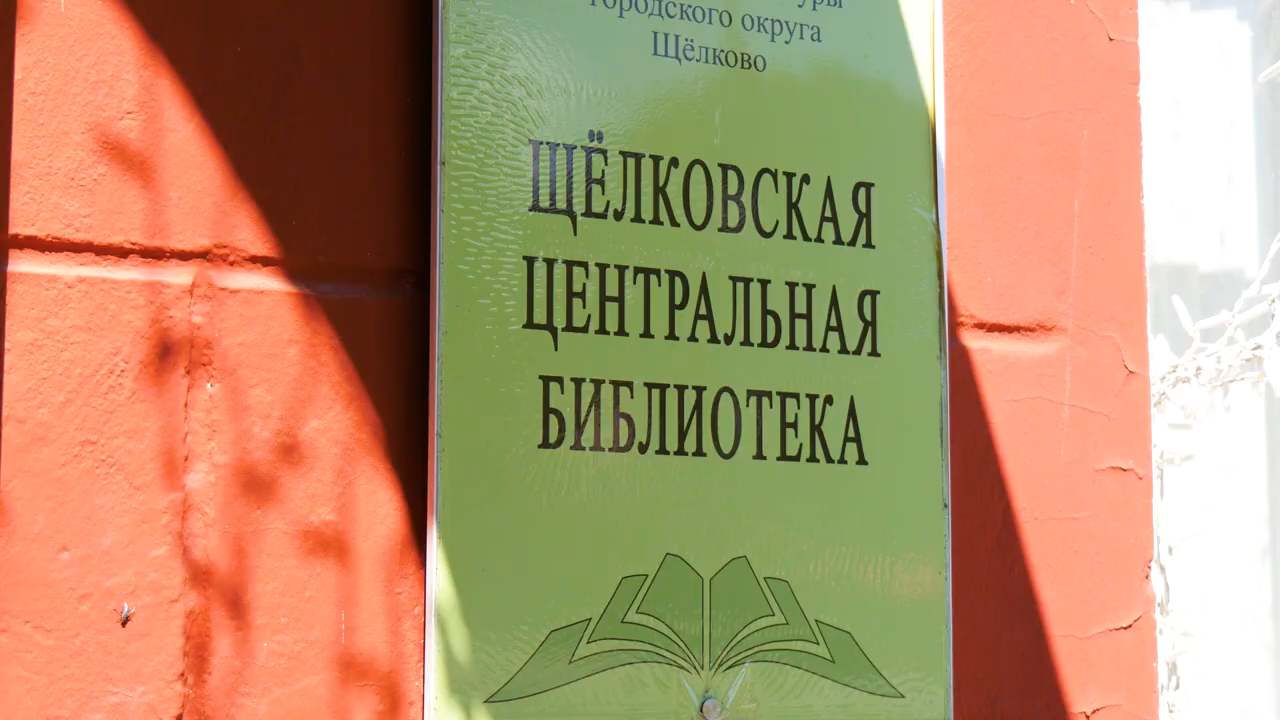 городского округа
Щёлково
ЩЁЛКОВСКАЯ
ЦЕНТРАЛЬНАЯ
БИБЛИОТЕКА